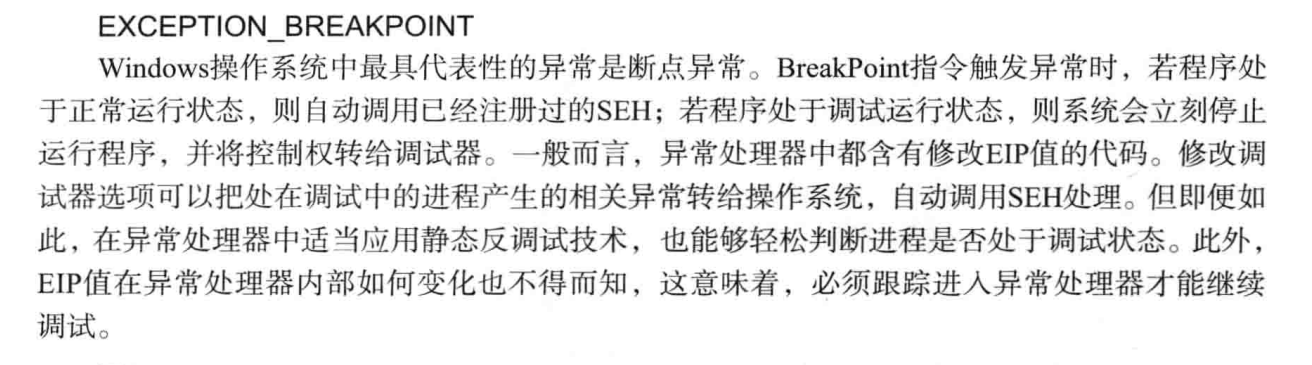 EXCEPTION_BREAKPOINT
Windows操作系统中最具代表性的异常是断点异常。BreakPoint指令触发异常时，若程序处
于正常运行状态，则自动调用已经注册过的SEH；若程序处于调试运行状态，则系统会立刻停止
运行程序，并将控制权转给调试器。一般而言，异常处理器中都含有修改EIP值的代码。修改调
试器选项可以把处在调试中的进程产生的相关异常转给操作系统，自动调用SEH处理。但即便如
此，在异常处理器中适当应用静态反调试技术，也能够轻松判断进程是否处于调试状态。此外，
EIP值在异常处理器内部如何变化也不得而知，这意味着，必须跟踪进入异常处理器才能继续
调试。